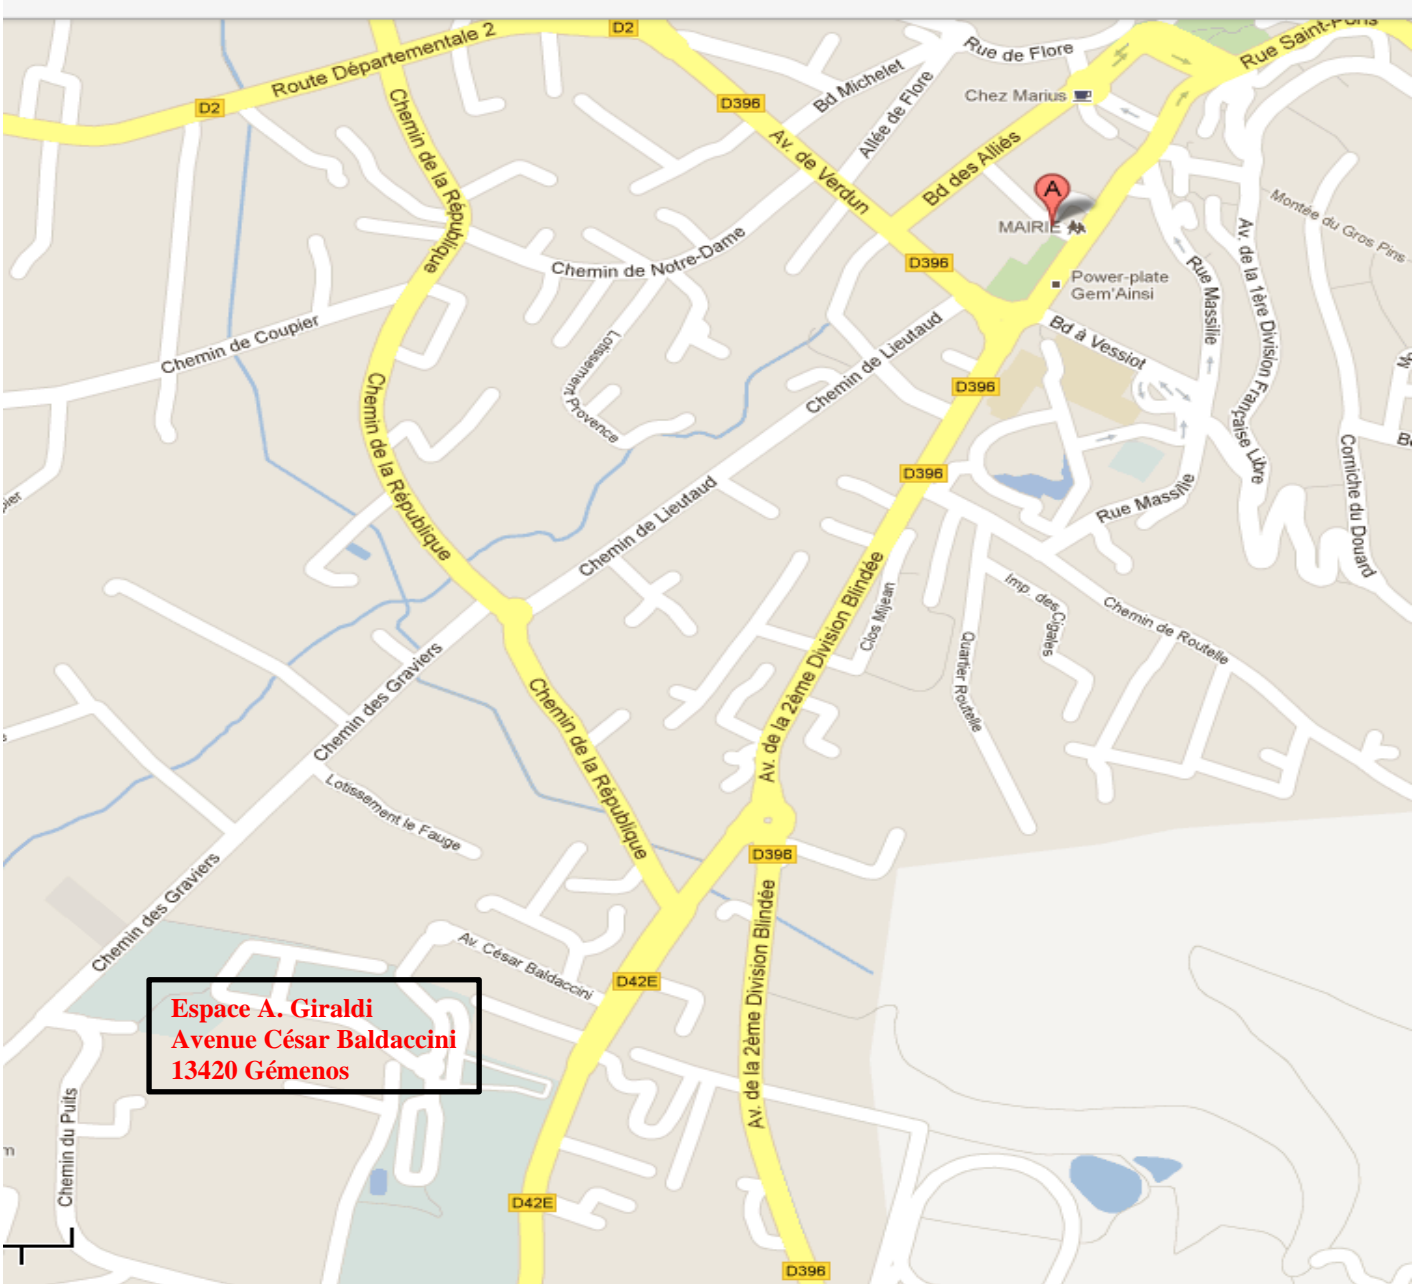 D2
Route Départementale 2
D2
Rue de Flore
Rue Saint-Pons
Chez Marius
Bd Michelet
D396
Allée de Flore
Chemin de la République
Av. de Verdun
Bd des Alliés
A
MAIRIE
Montée du Gros Pins
Av. de la 1ère Division Française Libre
Chemin de Notre-Dame
D396
Rue Massilie
Power-plate
Gem'Ainsi
Chemin de Coupier
Lotissement Provence
Chemin de Lieutaud
Bd à Vessiot
D396
Chemin de la République
D396
Chemin de Lieutaud
Rue Massilie
Corniche du Douard
Av. de la 2ème Division Blindée
Clos Mijean
Imp. des Cigales
Chemin de Routelle
Quartier Routelle
Chemin des Graviers
Chemin de la République
Lotissement le Fauge
D396
Chemin des Graviers
Av. César Baldaccini
D42E
Av. de la 2ème Division Blindée
Espace A. Giraldi
Avenue César Baldaccini
13420 Gémenos
Chemin du Puits
D42E
D396